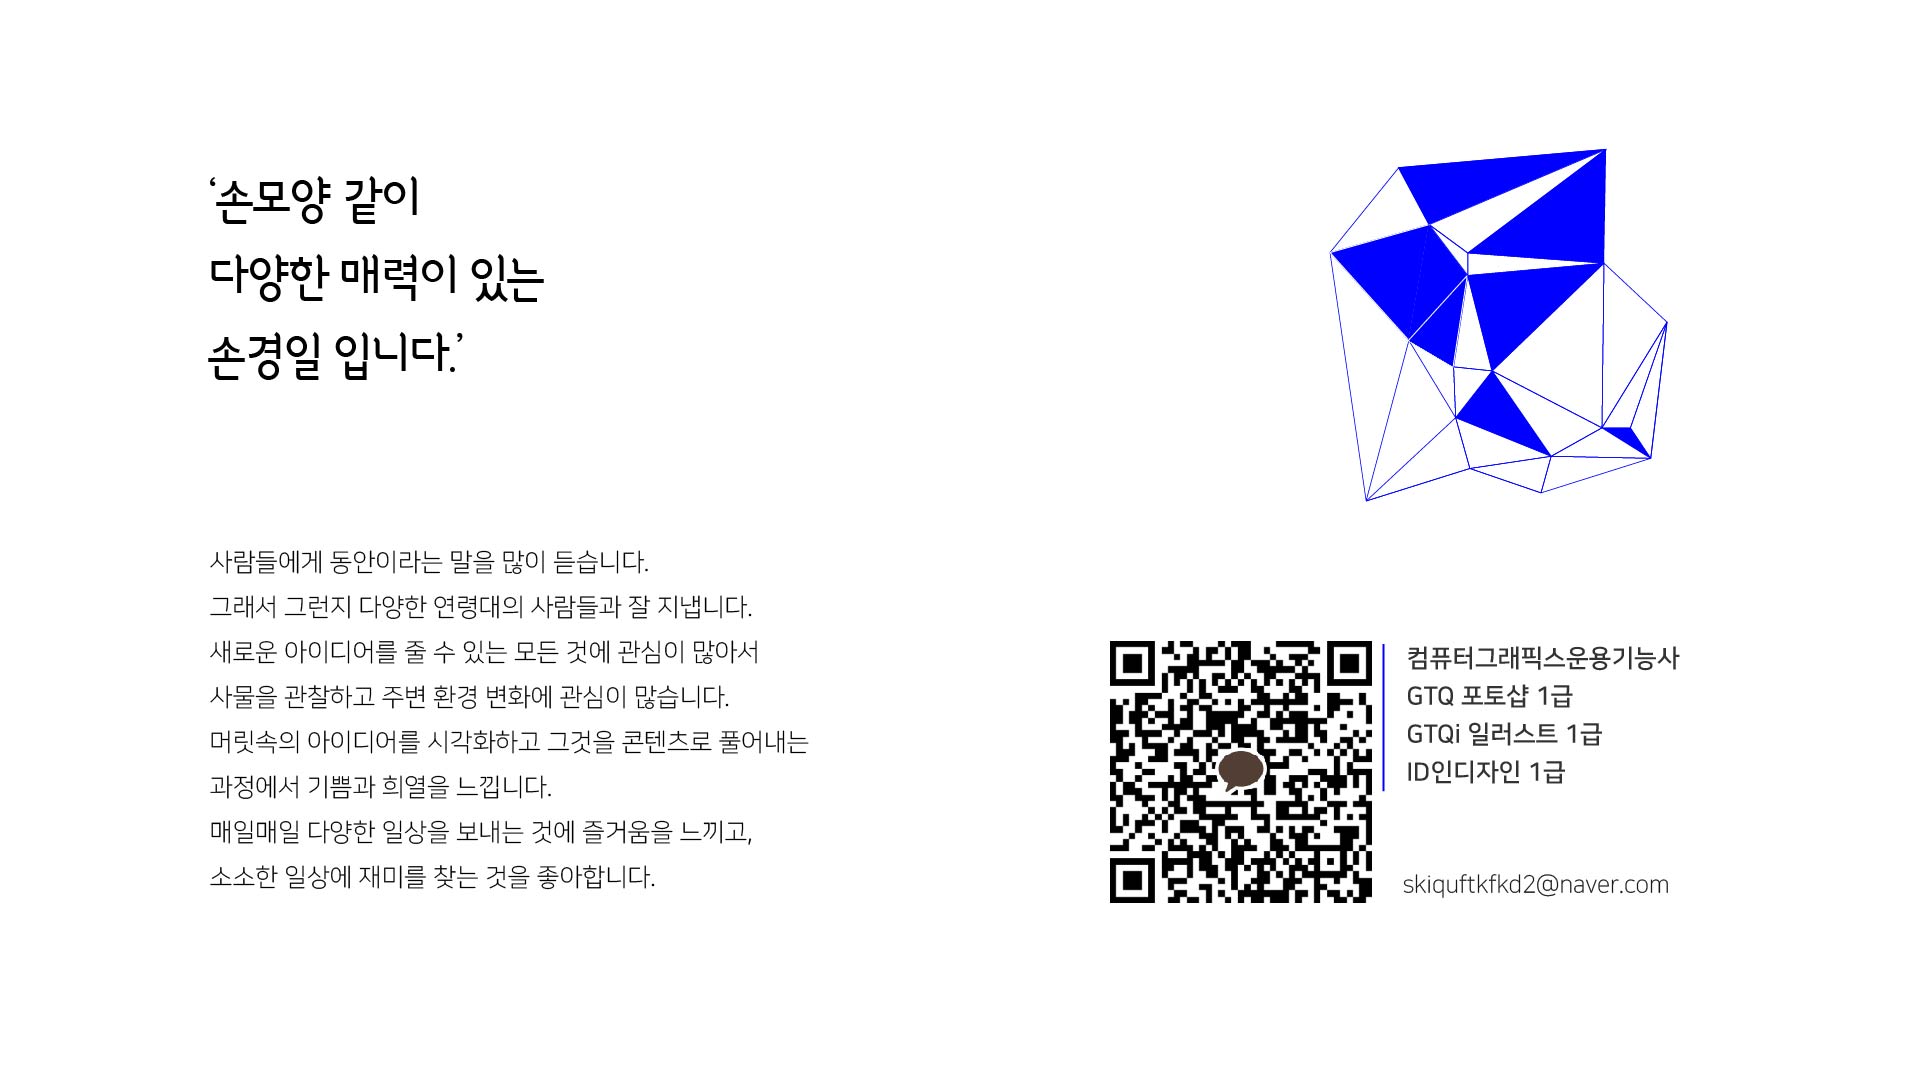 ‘손모양 같이
다양한 매력이 있는
손경일 입니다.’
사람들에게 동안이라는 말을 많이 듣습니다.
그래서 그런지 다양한 연령대의 사람들과 잘 지냅니다.
새로운 아이디어를 줄 수 있는 모든 것에 관심이 많아서
사물을 관찰하고 주변 환경 변화에 관심이 많습니다.
머릿속의 아이디어를 시각화하고 그것을 콘텐츠로 풀어내는
과정에서 기쁨과 희열을 느낍니다.
매일매일 다양한 일상을 보내는 것에 즐거움을 느끼고,
소소한 일상에 재미를 찾는 것을 좋아합니다.
컴퓨터그래픽스운용기능사
GTQ 포토샵 1급
GTQi 일러스트 1급
ID인디자인 1급
skiquftkfkd2@naver.com